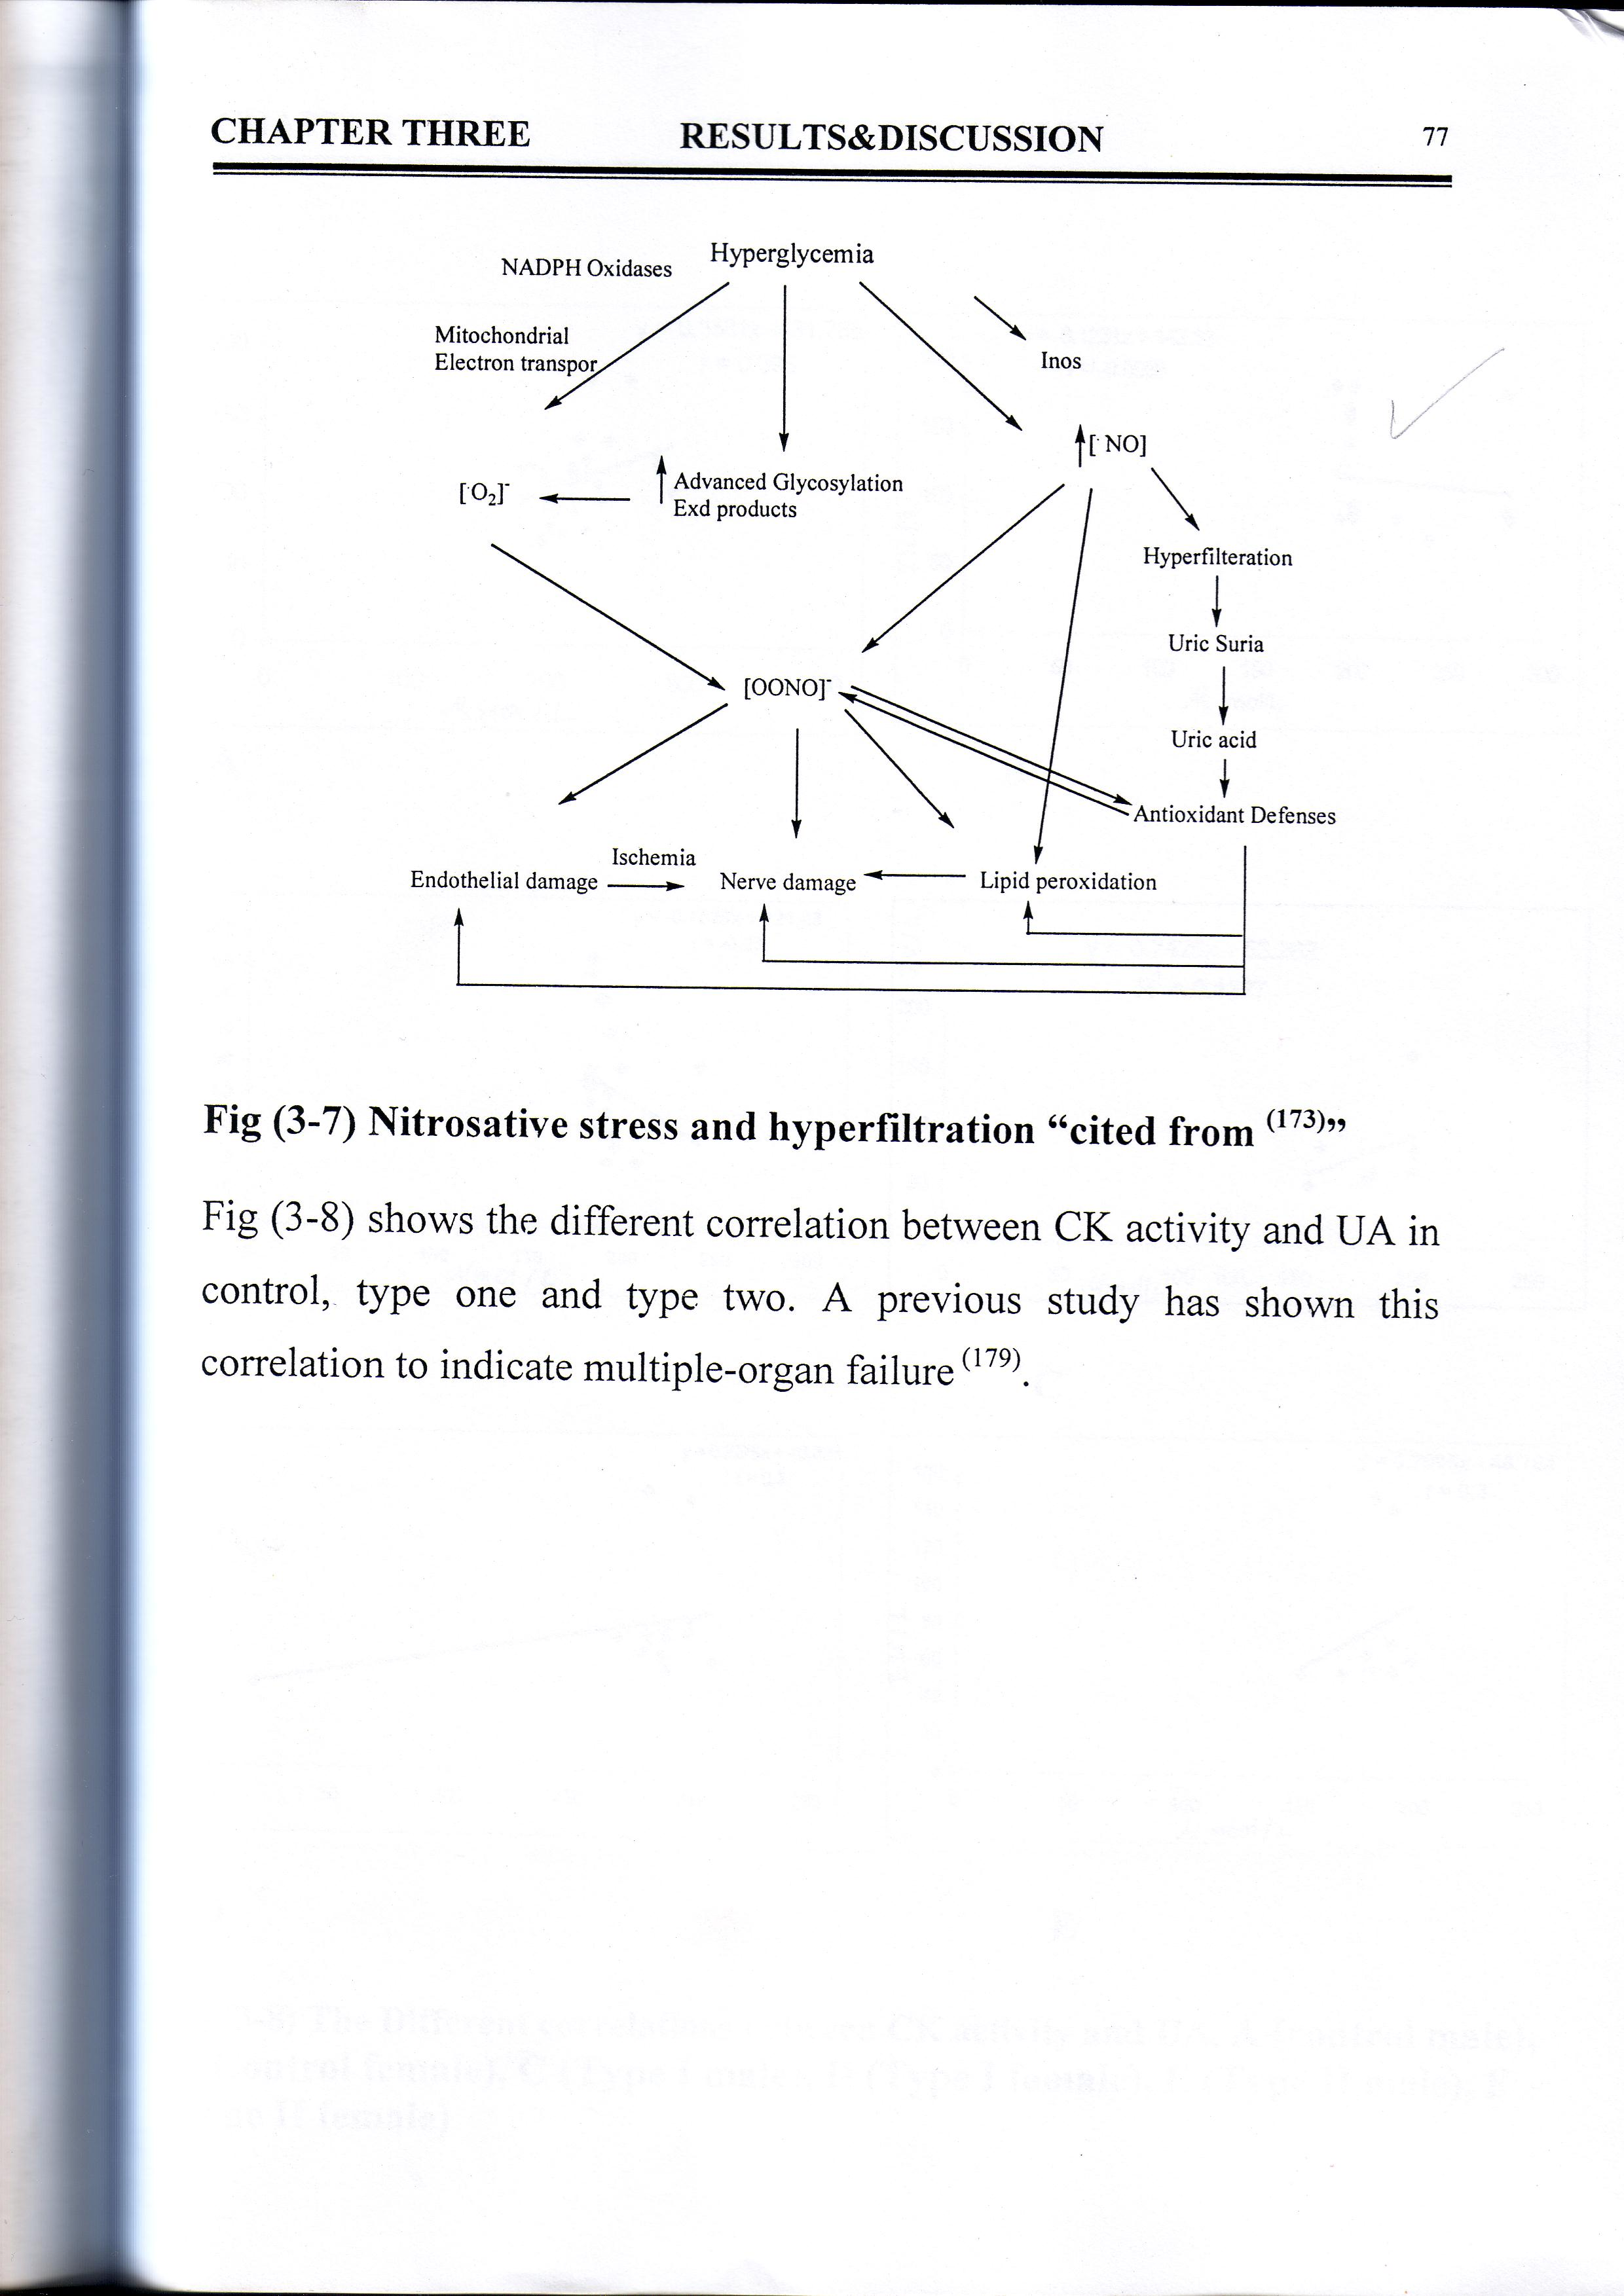 CHAPTER THREE RESULTS&DISCUSSION 77
Hyperglycemia
NADPH Oxidases
Mitochondrial
Electron transpor
Inos
[˙NO]
[˙O₂]⁻
Advanced Glycosylation
Exd products
Hyperfilteration
Uric Suria
[OONO]⁻
Uric acid
Antioxidant Defenses
Ischemia
Endothelial damage Nerve damage Lipid peroxidation
Fig (3-7) Nitrosative stress and hyperfiltration “cited from (173)”
Fig (3-8) shows the different correlation between CK activity and UA in
control, type one and type two. A previous study has shown this
correlation to indicate multiple-organ failure (179).